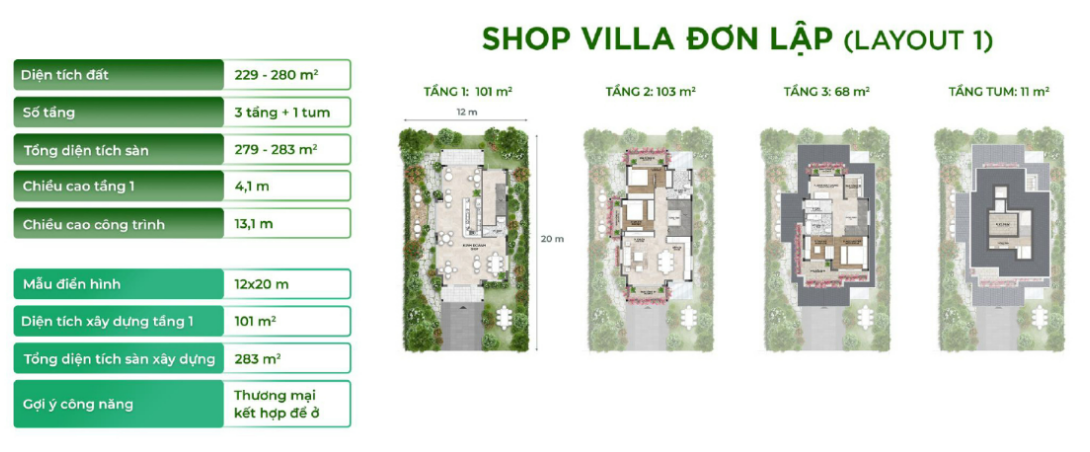 SHOP VILLA ĐƠN LẬP (LAYOUT 1)
Diện tích đất 229 - 280 m²
Số tầng 3 tầng + 1 tum
Tổng diện tích sàn 279 - 283 m²
Chiều cao tầng 1 4,1 m
Chiều cao công trình 13,1 m
Mẫu điển hình 12x20 m
Diện tích xây dựng tầng 1 101 m²
Tổng diện tích sàn xây dựng 283 m²
Gợi ý công năng Thương mại
kết hợp để ở
TẦNG 1: 101 m²
12 m
20 m
TẦNG 2: 103 m²
TẦNG 3: 68 m²
TẦNG TUM: 11 m²